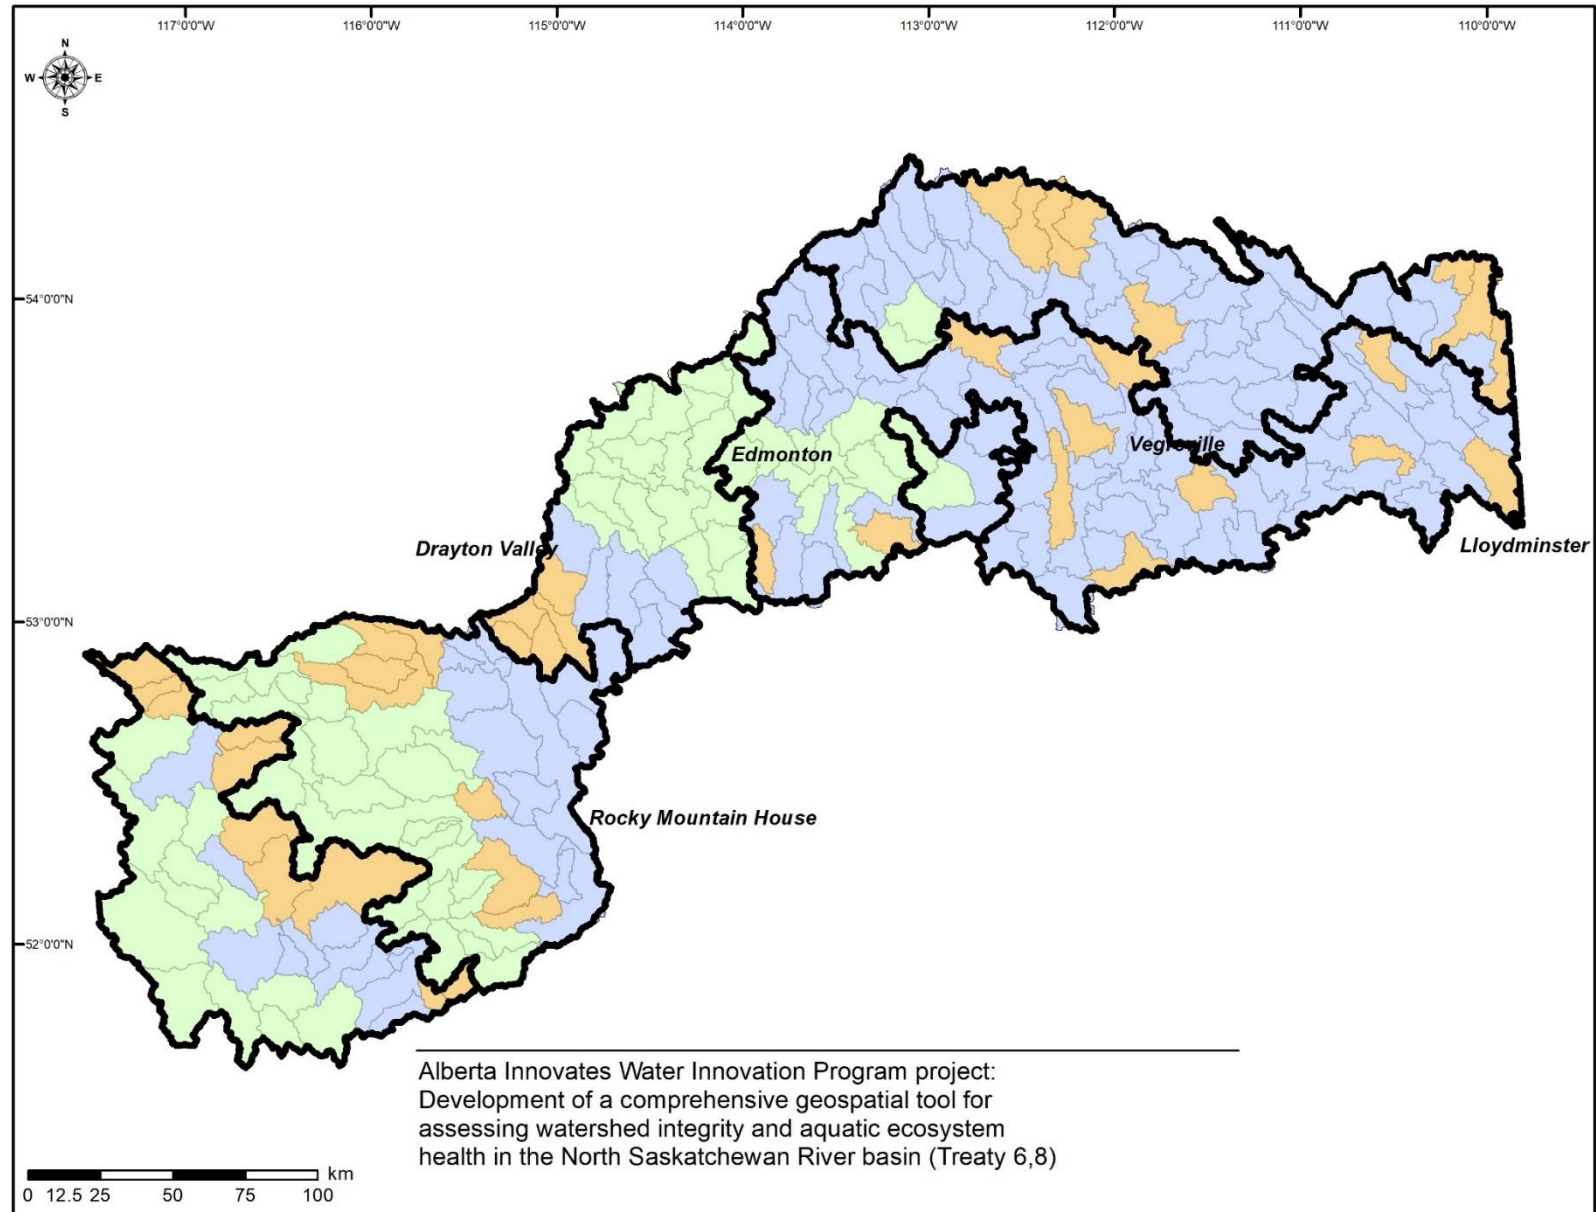 117°0'0"W 116°0'0"W 115°0'0"W 114°0'0"W 113°0'0"W 112°0'0"W 111°0'0"W 110°0'0"W
N
W E
S
54°0'0"N
Edmonton
Vegreville
Drayton Valley
Lloydminster
53°0'0"N
Rocky Mountain House
52°0'0"N
Alberta Innovates Water Innovation Program project:
Development of a comprehensive geospatial tool for
assessing watershed integrity and aquatic ecosystem
health in the North Saskatchewan River basin (Treaty 6,8)
km
0 12.5 25 50 75 100